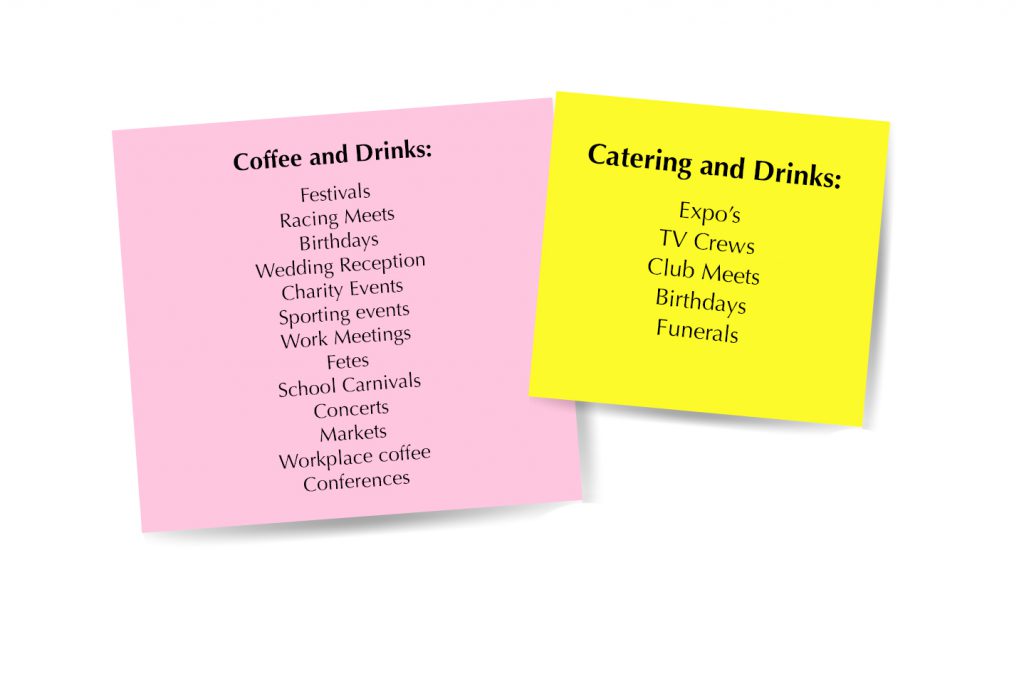 Coffee and Drinks:
Festivals
Racing Meets
Birthdays
Wedding Reception
Charity Events
Sporting events
Work Meetings
Fetes
School Carnivals
Concerts
Markets
Workplace coffee
Conferences
Catering and Drinks:
Expo’s
TV Crews
Club Meets
Birthdays
Funerals